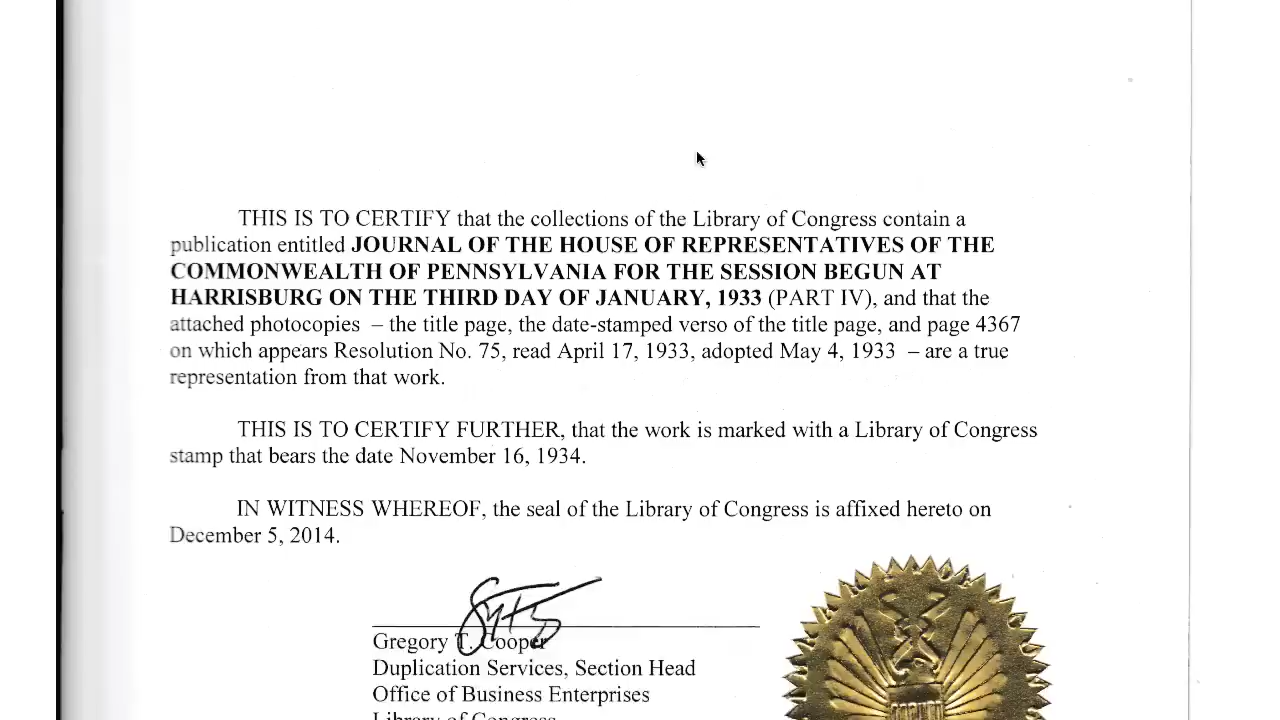 THIS IS TO CERTIFY that the collections of the Library of Congress contain a
publication entitled JOURNAL OF THE HOUSE OF REPRESENTATIVES OF THE
COMMONWEALTH OF PENNSYLVANIA FOR THE SESSION BEGUN AT
HARRISBURG ON THE THIRD DAY OF JANUARY, 1933 (PART IV), and that the
attached photocopies – the title page, the date-stamped verso of the title page, and page 4367
on which appears Resolution No. 75, read April 17, 1933, adopted May 4, 1933 – are a true
representation from that work.
THIS IS TO CERTIFY FURTHER, that the work is marked with a Library of Congress
stamp that bears the date November 16, 1934.
IN WITNESS WHEREOF, the seal of the Library of Congress is affixed hereto on
December 5, 2014.
Gregory T. Cooper
Duplication Services, Section Head
Office of Business Enterprises
Library of Congress